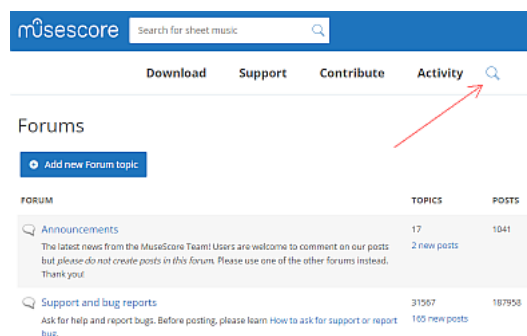 musescore Search for sheet music
Download Support Contribute Activity
Forums
Add new Forum topic
FORUM TOPICS POSTS
Announcements 17 1041
The latest news from the MuseScore Team! Users are welcome to comment on our posts 2 new posts
but please do not create posts in this forum. Please use one of the other forums instead.
Thank you!
Support and bug reports 31567 187958
Ask for help and report bugs. Before posting, please learn How to ask for support or report 165 new posts
bug.